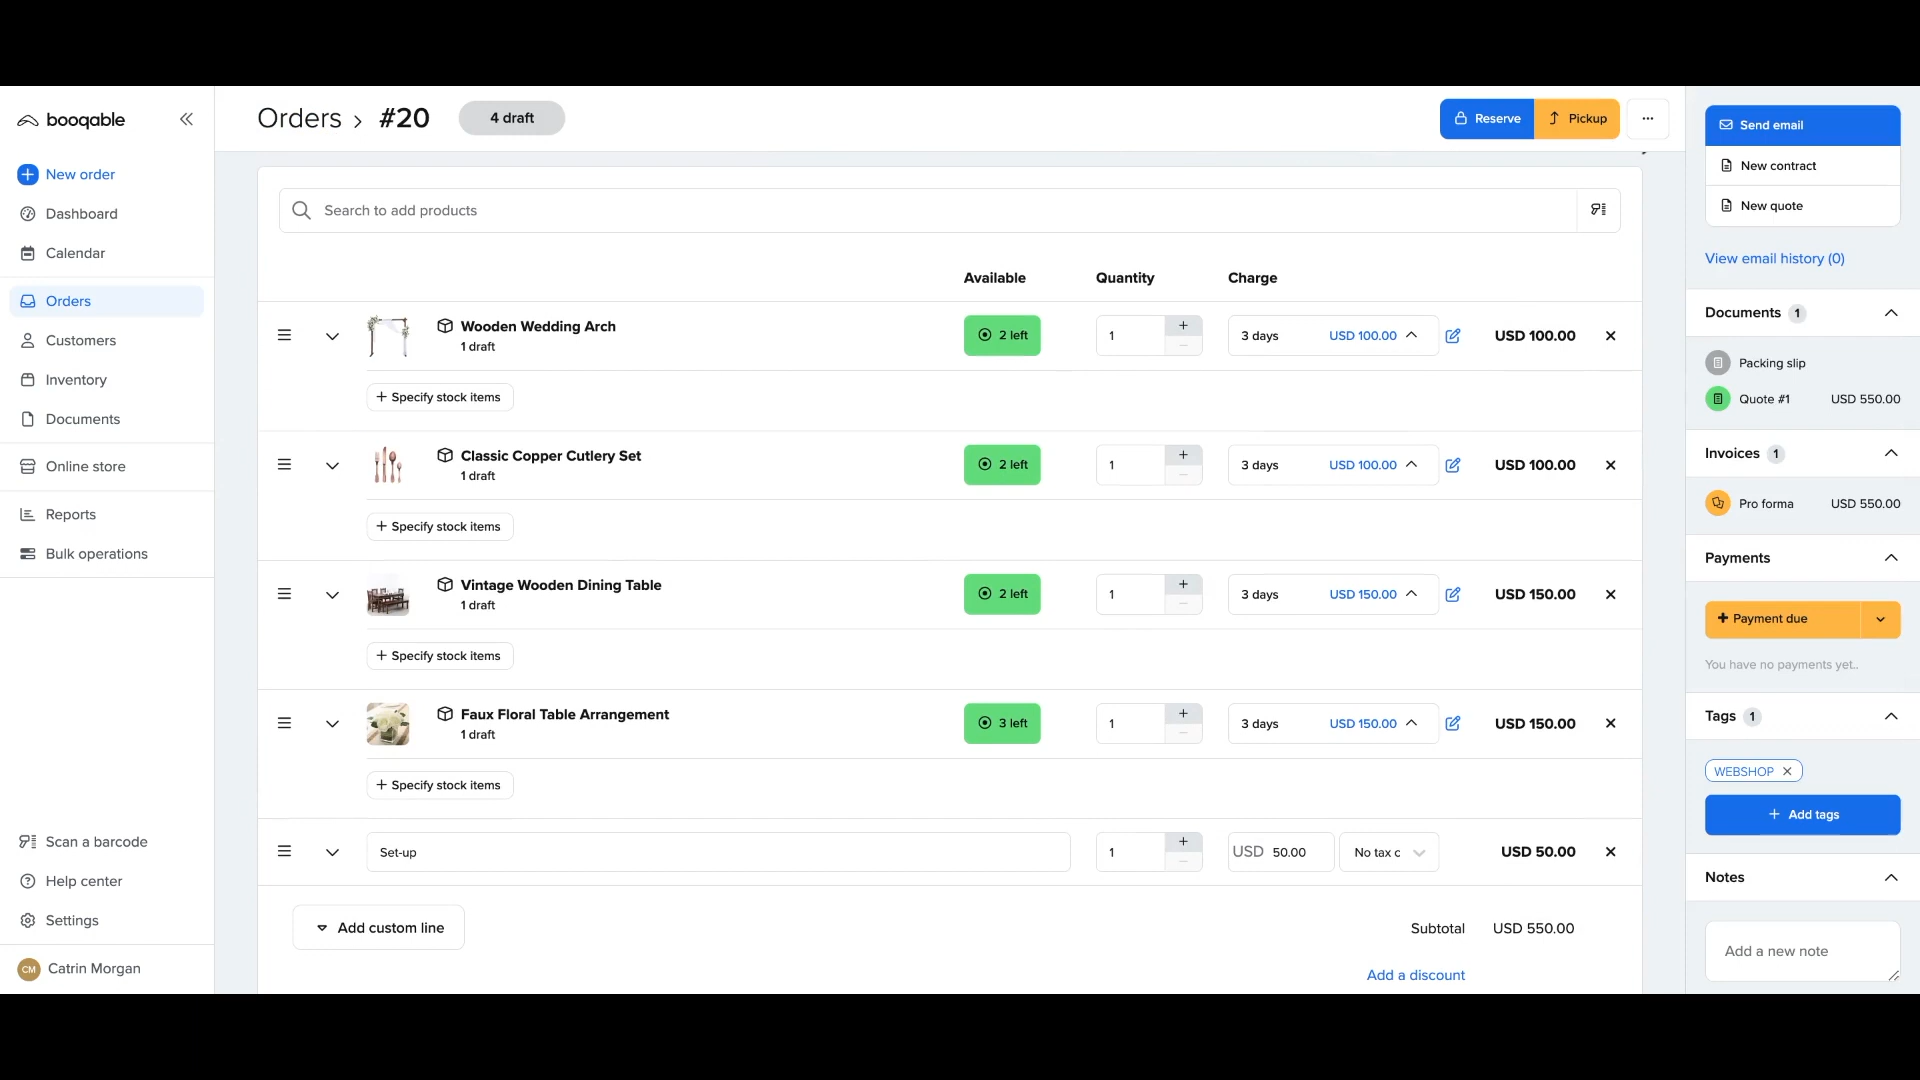 booqable
New order
Dashboard
Calendar
Orders
Customers
Inventory
Documents
Online store
Reports
Bulk operations
Scan a barcode
Help center
Settings
CM Catrin Morgan
Orders > #20 4 draft
Reserve Pickup ...
Search to add products
Available Quantity Charge
Wooden Wedding Arch
1 draft
2 left 1 + − 3 days USD 100.00 USD 100.00
+ Specify stock items
Classic Copper Cutlery Set
1 draft
2 left 1 + − 3 days USD 100.00 USD 100.00
+ Specify stock items
Vintage Wooden Dining Table
1 draft
2 left 1 + − 3 days USD 150.00 USD 150.00
+ Specify stock items
Faux Floral Table Arrangement
1 draft
3 left 1 + − 3 days USD 150.00 USD 150.00
+ Specify stock items
Set-up 1 + − USD 50.00 No tax c USD 50.00
Add custom line
Subtotal USD 550.00
Add a discount
Send email
New contract
New quote
View email history (0)
Documents 1
Packing slip
Quote #1 USD 550.00
Invoices 1
Pro forma USD 550.00
Payments
+ Payment due
You have no payments yet..
Tags 1
WEBSHOP
+ Add tags
Notes
Add a new note